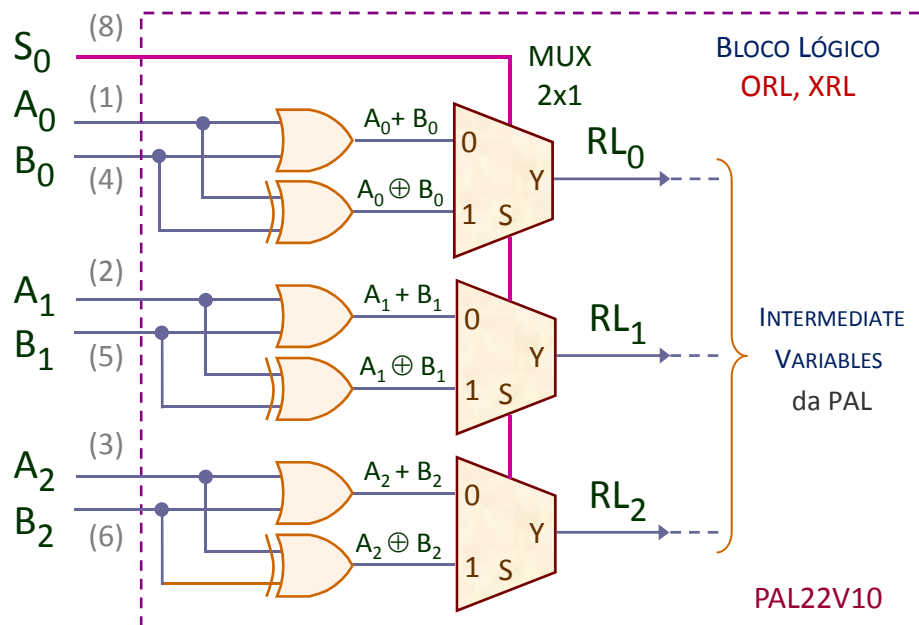 (8)
S₀
MUX
2x1
BLOCO LÓGICO
ORL, XRL
(1)
A₀
B₀
(4)
A₀+ B₀
A₀ ⊕ B₀
0
1 S
Y
RL₀
(2)
A₁
B₁
(5)
A₁ + B₁
A₁ ⊕ B₁
0
1 S
Y
RL₁
INTERMEDIATE
VARIABLES
da PAL
(3)
A₂
B₂
(6)
A₂ + B₂
A₂ ⊕ B₂
0
1 S
Y
RL₂
PAL22V10